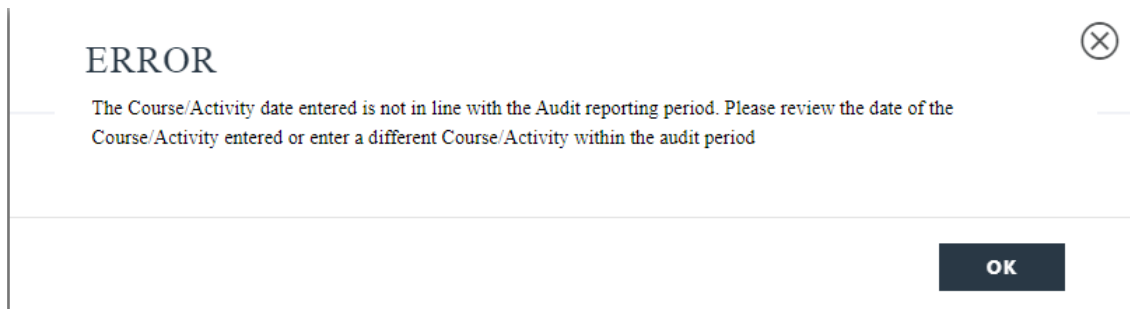 ERROR
The Course/Activity date entered is not in line with the Audit reporting period. Please review the date of the
Course/Activity entered or enter a different Course/Activity within the audit period
OK